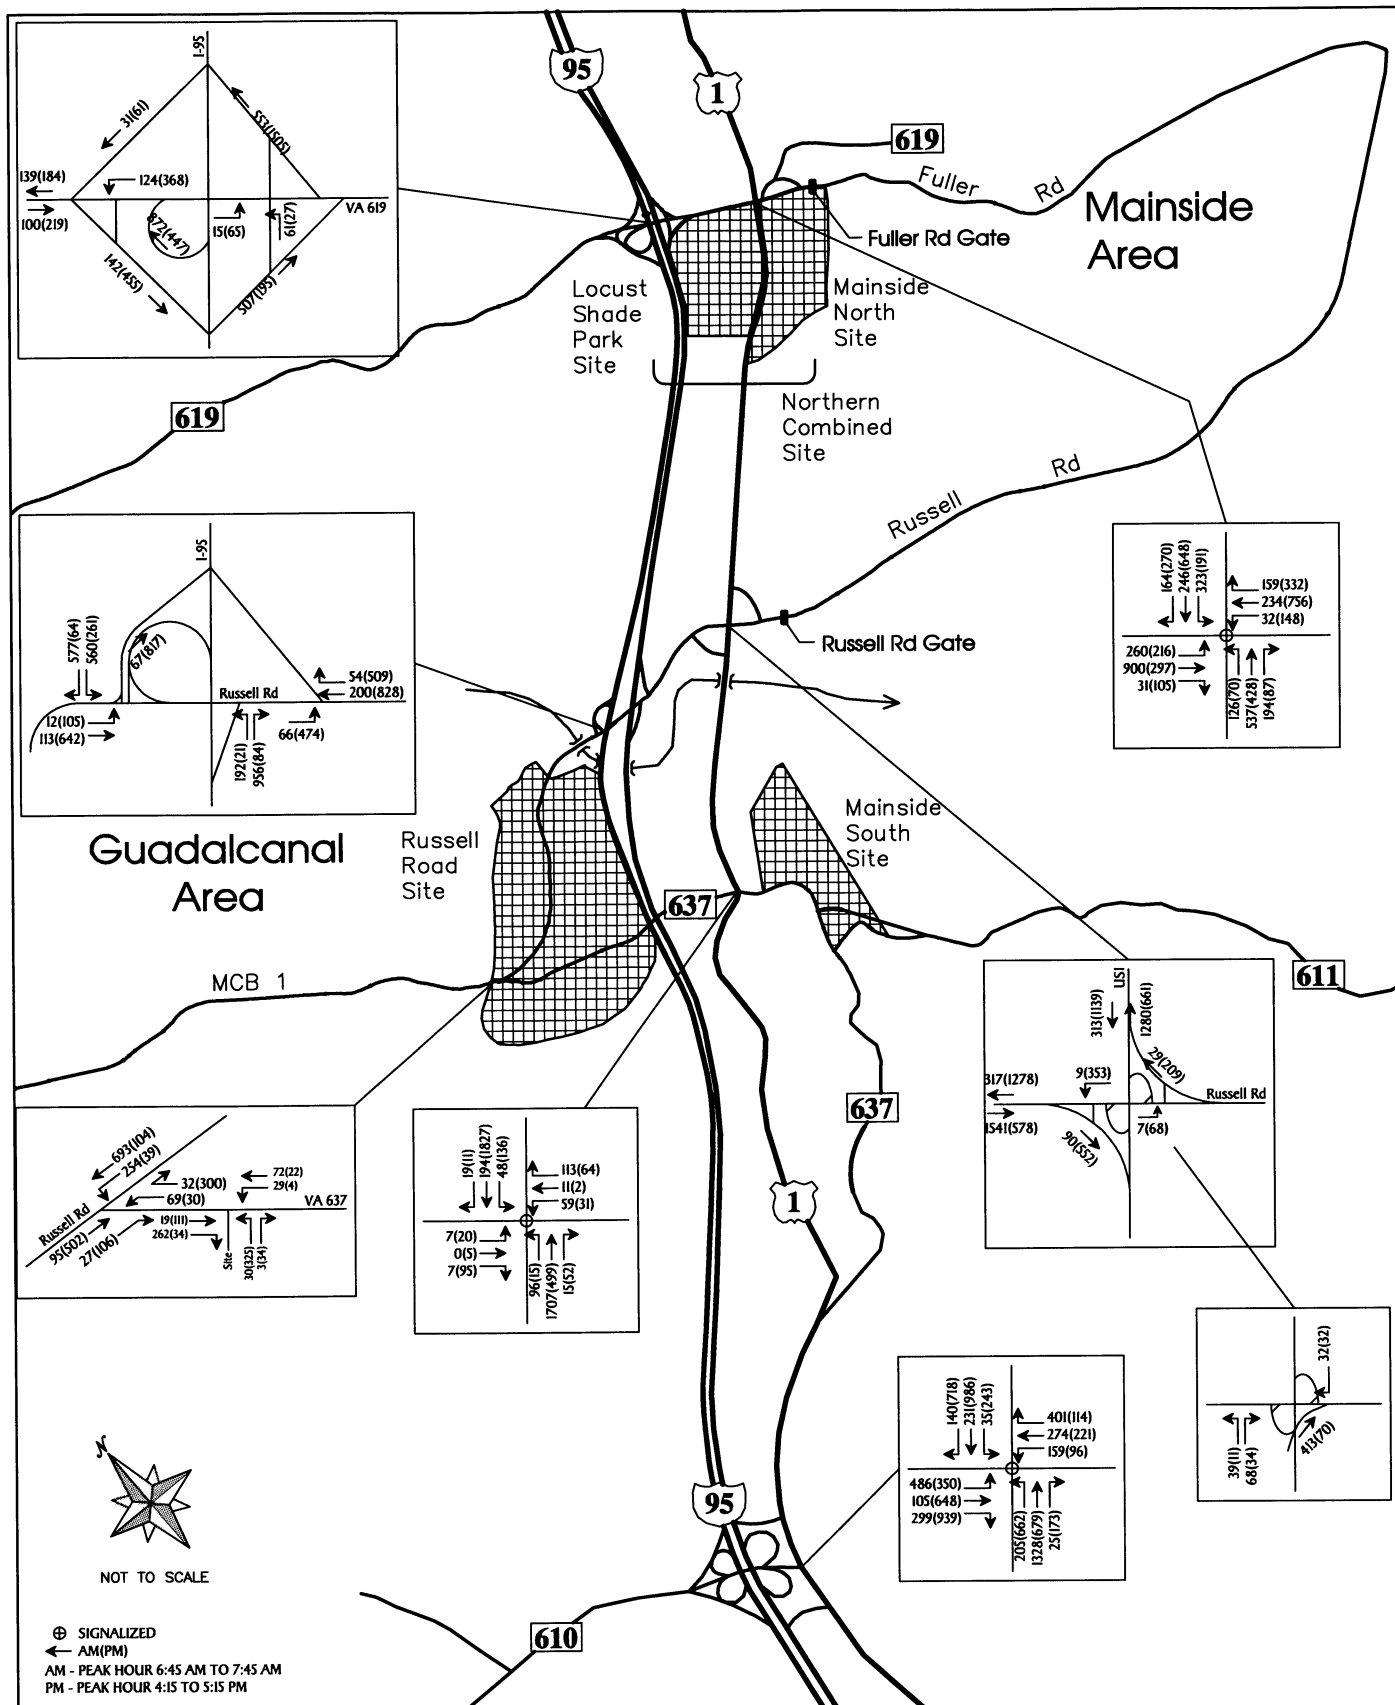 I-95
31(61)
553(1505)
139(184)
124(368)
VA 619
100(219)
872(447)
15(65)
61(27)
142(455)
507(195)
95
1
619
Fuller
Rd
Mainside
Area
Fuller Rd Gate
Locust
Shade
Park
Site
Mainside
North
Site
619
Northern
Combined
Site
Rd
Russell
I-95
577(64)
560(261)
67(817)
54(509)
Russell Rd
200(828)
12(105)
113(642)
66(474)
192(21)
956(84)
Russell Rd Gate
164(270)
246(648)
323(191)
159(332)
234(756)
32(148)
260(216)
900(297)
31(105)
126(70)
537(428)
194(87)
Guadalcanal
Area
Russell
Road
Site
Mainside
South
Site
637
MCB 1
611
US1
313(1139)
1280(661)
29(209)
317(1278)
9(353)
Russell Rd
1541(578)
7(68)
90(552)
637
693(104)
254(39)
32(300)
72(22)
69(30)
29(4)
VA 637
Russell Rd
95(502)
27(106)
19(111)
262(34)
Site
30(325)
3(34)
19(11)
194(1827)
48(136)
113(64)
11(2)
59(31)
7(20)
0(5)
7(95)
96(15)
1707(499)
15(52)
1
32(32)
39(11)
68(34)
413(70)
140(718)
231(986)
35(243)
401(114)
274(221)
159(96)
486(350)
105(648)
299(939)
205(662)
1328(679)
25(173)
95
N
NOT TO SCALE
610
SIGNALIZED
AM(PM)
AM - PEAK HOUR 6:45 AM TO 7:45 AM
PM - PEAK HOUR 4:15 TO 5:15 PM